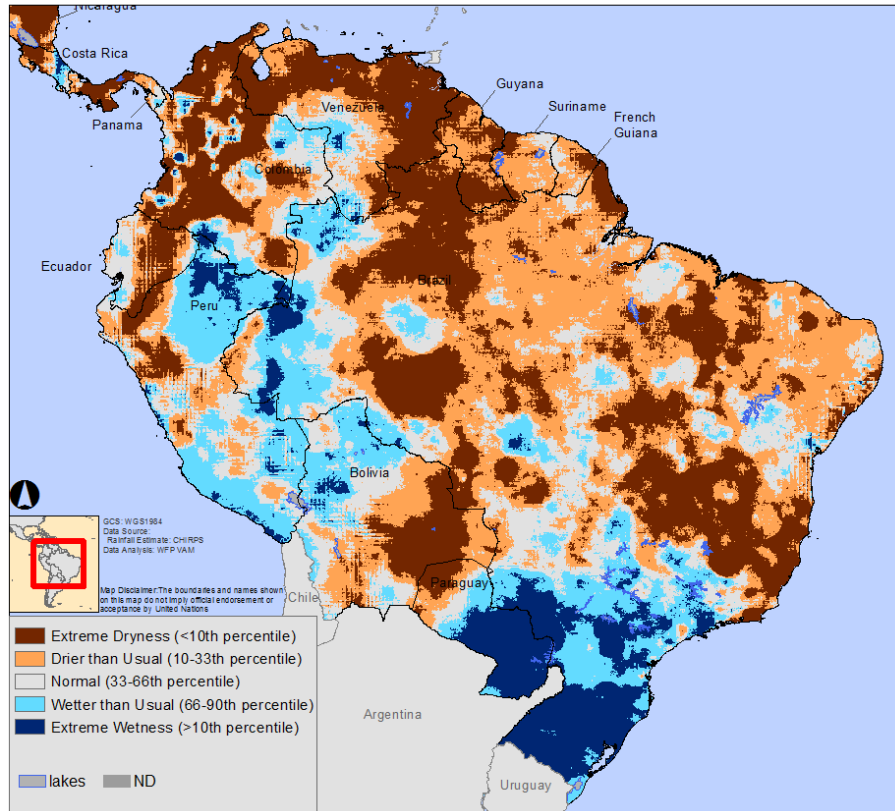 Nicaragua
Costa Rica
Panama
Venezuela
Guyana
Suriname
French
Guiana
Colombia
Ecuador
Peru
Brazil
Bolivia
Paraguay
Chile
Argentina
Uruguay
GCS: WGS1984
Data Source:
Rainfall Estimate: CHIRPS
Data Analysis: WFP VAM
Map Disclaimer:The boundaries and names shown
on this map do not imply official endorsement or
acceptance by United Nations
Extreme Dryness (<10th percentile)
Drier than Usual (10-33th percentile)
Normal (33-66th percentile)
Wetter than Usual (66-90th percentile)
Extreme Wetness (>10th percentile)
lakes ND